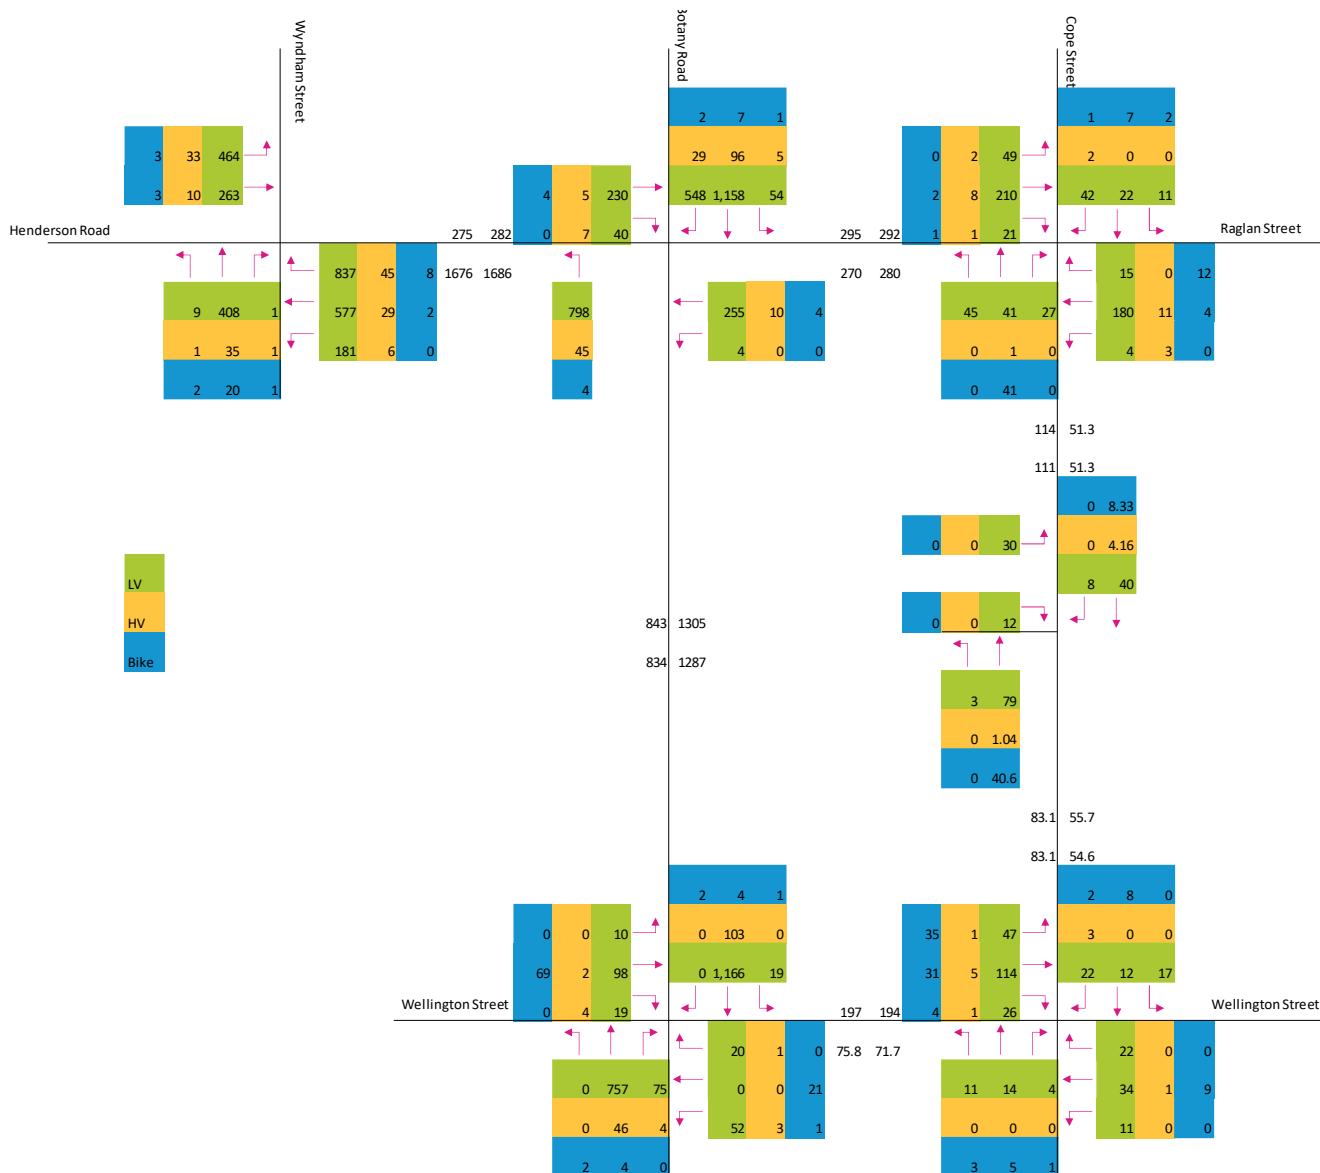 Wyndham Street
Botany Road
Cope Street
2 7 1
1 7 2
3 33 464
29 96 5
0 2 49
2 0 0
3 10 263
4 5 230
548 1,158 54
2 8 210
42 22 11
Henderson Road
275 282
0 7 40
295 292
1 1 21
Raglan Street
837 45 8
1676 1686
270 280
15 0 12
9 408 1
577 29 2
798
255 10 4
45 41 27
180 11 4
1 35 1
181 6 0
45
4 0 0
0 1 0
4 3 0
2 20 1
4
0 41 0
114 51.3
111 51.3
0 8.33
0 0 30
0 4.16
LV
8 40
HV
843 1305
0 0 12
Bike
834 1287
3 79
0 1.04
0 40.6
83.1 55.7
83.1 54.6
2 4 1
2 8 0
0 0 10
0 103 0
35 1 47
3 0 0
69 2 98
0 1,166 19
31 5 114
22 12 17
Wellington Street
0 4 19
197 194
4 1 26
Wellington Street
20 1 0
75.8 71.7
22 0 0
0 757 75
0 0 21
11 14 4
34 1 9
0 46 4
52 3 1
0 0 0
11 0 0
2 4 0
3 5 1